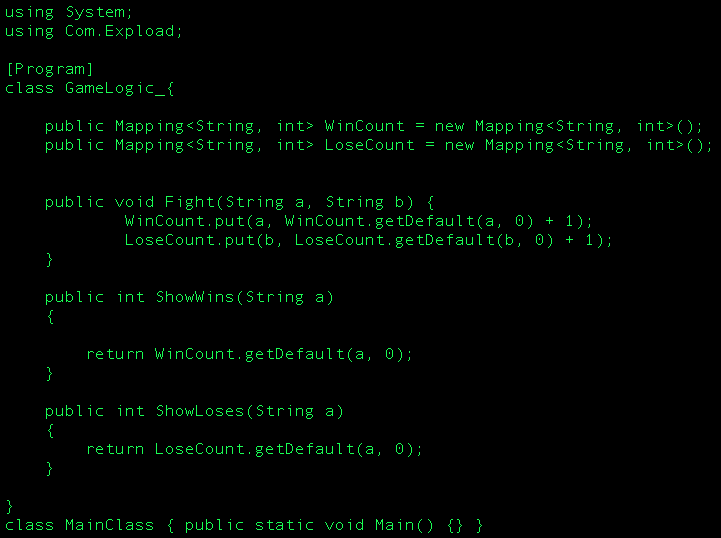 using System;
using Com.Expload;
[Program]
class GameLogic_{
public Mapping<String, int> WinCount = new Mapping<String, int>();
public Mapping<String, int> LoseCount = new Mapping<String, int>();
public void Fight(String a, String b) {
WinCount.put(a, WinCount.getDefault(a, 0) + 1);
LoseCount.put(b, LoseCount.getDefault(b, 0) + 1);
}
public int ShowWins(String a)
{
return WinCount.getDefault(a, 0);
}
public int ShowLoses(String a)
{
return LoseCount.getDefault(a, 0);
}
}
class MainClass { public static void Main() {} }